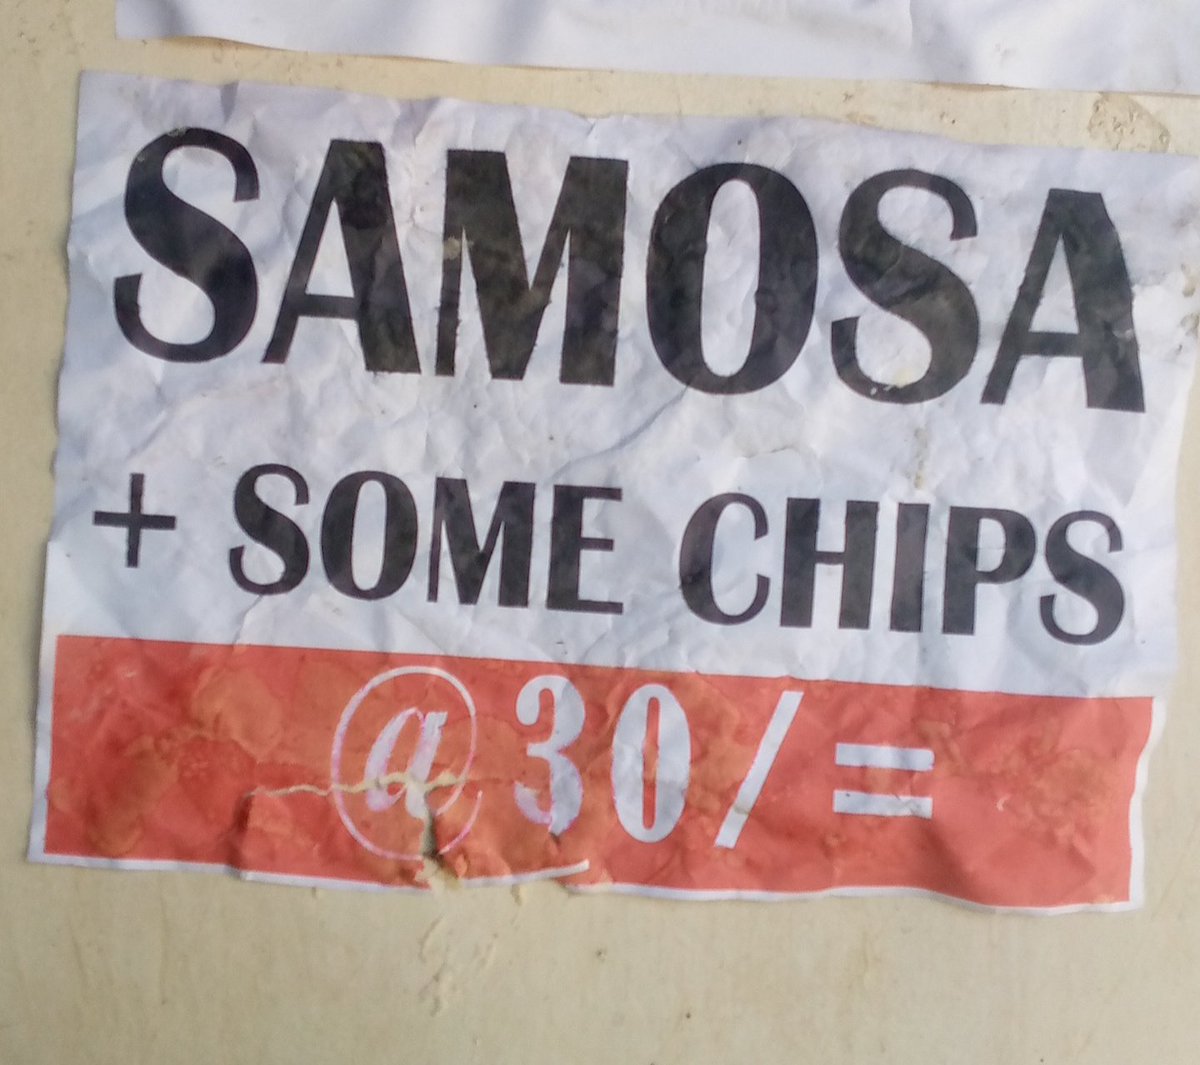 SAMOSA
+ SOME CHIPS
@ 30/=